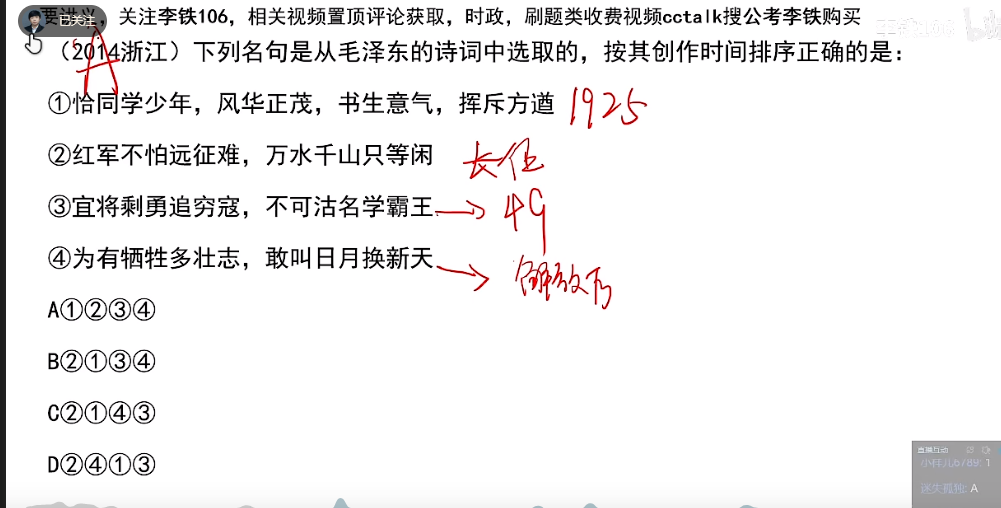 要讲义，关注李铁106，相关视频置顶评论获取，时政，刷题类收费视频cctalk搜公考李铁购买
已关注
（2014浙江）下列名句是从毛泽东的诗词中选取的，按其创作时间排序正确的是：
A
①恰同学少年，风华正茂，书生意气，挥斥方遒 1925
②红军不怕远征难，万水千山只等闲 长征
③宜将剩勇追穷寇，不可沽名学霸王 → 49
④为有牺牲多壮志，敢叫日月换新天 → 解放后
A①②③④
B②①③④
C②①④③
D②④①③
直播互动
迷失孤独: A